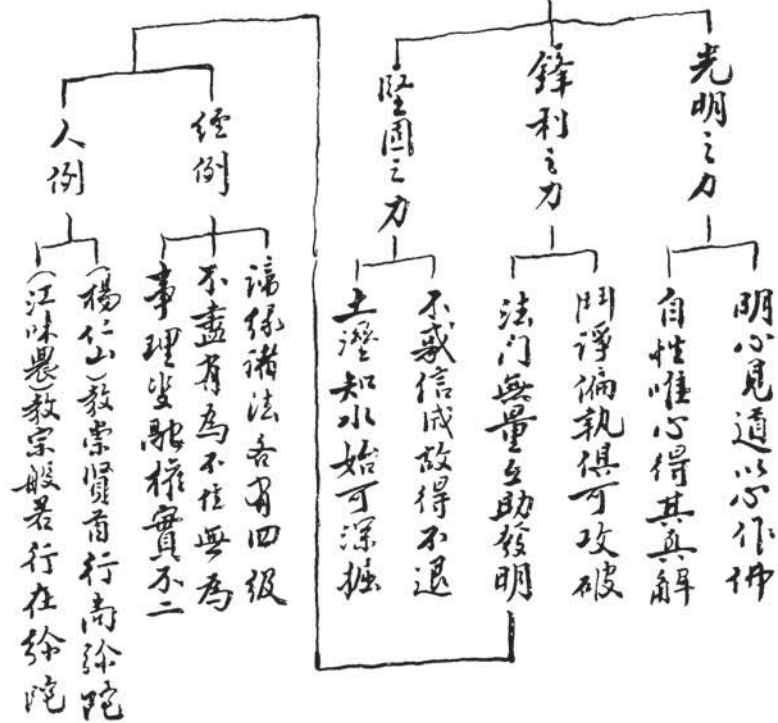 光明之力
明心見道以心作佛
自性唯心得其真解
鋒利之力
鬥諍偏執俱可攻破
法门無量互助發明
堅固之力
不惑信成故得不退
土溼知水始可深掘
經例
諦緣諸法各有四級
不盡有為不住無為
事理雙融權實不二
人例
(楊仁山)教崇賢首行尚彌陀
(江味農)教宗般若行在彌陀